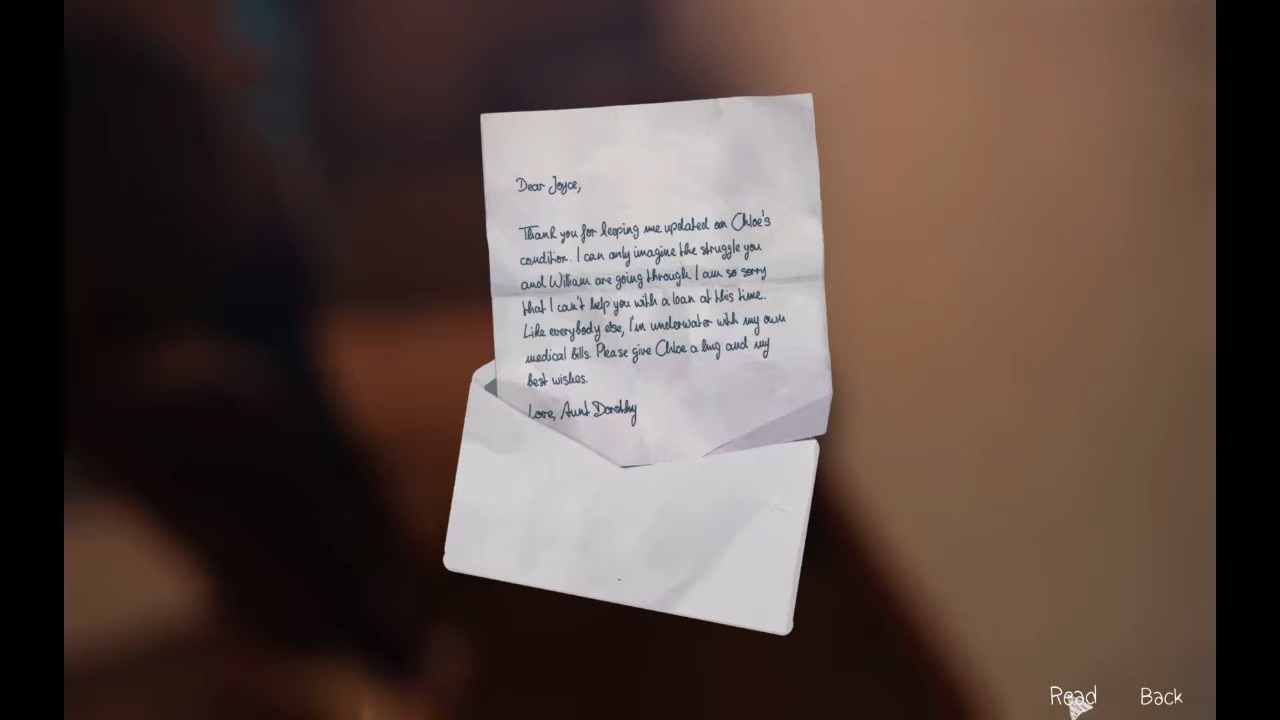 Dear Joyce,
Thank you for keeping me updated on Chloe's
condition. I can only imagine the struggle you
and William are going through. I am so sorry
that I can't help you with a loan at this time.
Like everybody else, I'm underwater with my own
medical bills. Please give Chloe a hug and my
best wishes.
Love, Aunt Dorothy
Read Back